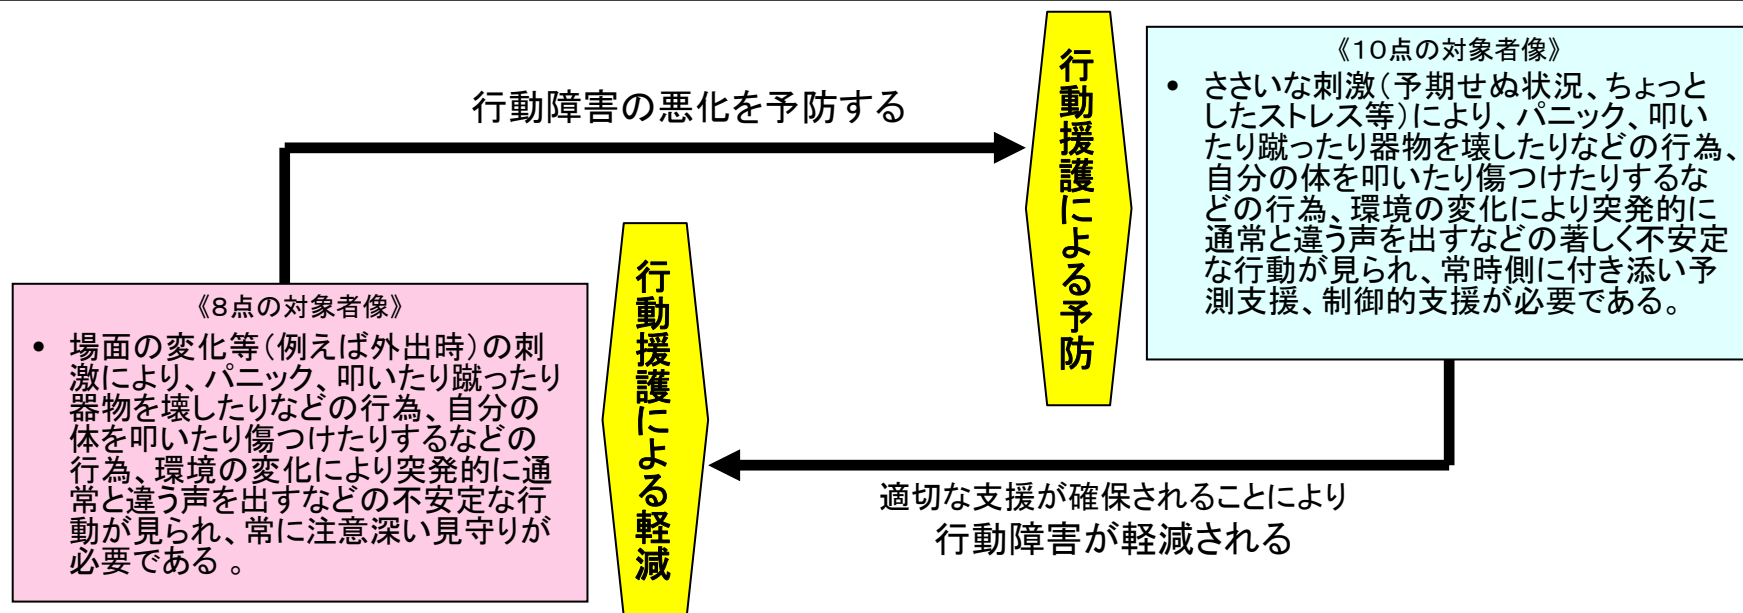 行動障害の悪化を予防する
行動援護による予防
《10点の対象者像》
• ささいな刺激(予期せぬ状況、ちょっと
したストレス等)により、パニック、叩い
たり蹴ったり器物を壊したりなどの行為、
自分の体を叩いたり傷つけたりするな
どの行為、環境の変化により突発的に
通常と違う声を出すなどの著しく不安定
な行動が見られ、常時側に付き添い予
測支援、制御的支援が必要である。
《8点の対象者像》
• 場面の変化等(例えば外出時)の刺
激により、パニック、叩いたり蹴ったり
器物を壊したりなどの行為、自分の
体を叩いたり傷つけたりするなどの
行為、環境の変化により突発的に通
常と違う声を出すなどの不安定な行
動が見られ、常に注意深い見守りが
必要である 。
行動援護による軽減
適切な支援が確保されることにより
行動障害が軽減される